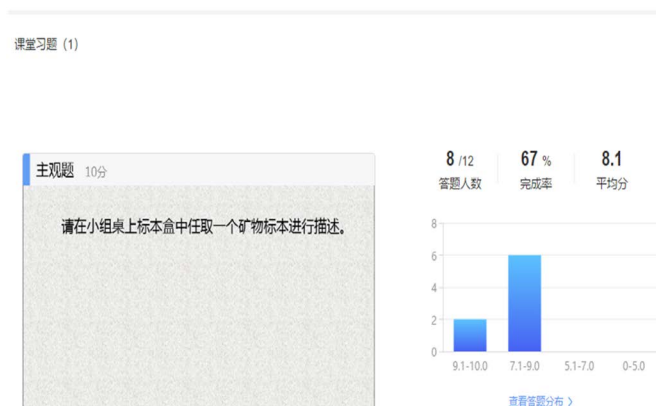 课堂习题（1）
主观题 10分
请在小组桌上标本盒中任取一个矿物标本进行描述。
8 /12 67 % 8.1
答题人数 完成率 平均分
8
6
4
2
0
9.1-10.0 7.1-9.0 5.1-7.0 0-5.0
查看答题分布 >